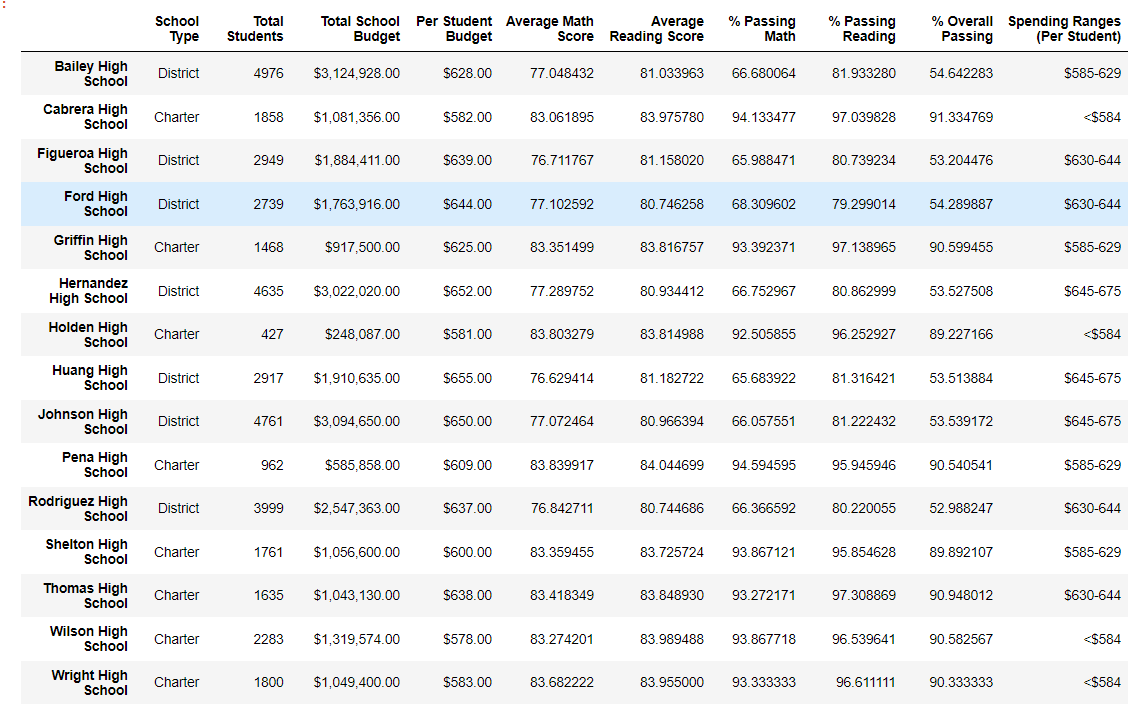 :
School Type Total Students Total School Budget Per Student Budget Average Math Score Average Reading Score % Passing Math % Passing Reading % Overall Passing Spending Ranges (Per Student)
Bailey High School District 4976 $3,124,928.00 $628.00 77.048432 81.033963 66.680064 81.933280 54.642283 $585-629
Cabrera High School Charter 1858 $1,081,356.00 $582.00 83.061895 83.975780 94.133477 97.039828 91.334769 <$584
Figueroa High School District 2949 $1,884,411.00 $639.00 76.711767 81.158020 65.988471 80.739234 53.204476 $630-644
Ford High School District 2739 $1,763,916.00 $644.00 77.102592 80.746258 68.309602 79.299014 54.289887 $630-644
Griffin High School Charter 1468 $917,500.00 $625.00 83.351499 83.816757 93.392371 97.138965 90.599455 $585-629
Hernandez High School District 4635 $3,022,020.00 $652.00 77.289752 80.934412 66.752967 80.862999 53.527508 $645-675
Holden High School Charter 427 $248,087.00 $581.00 83.803279 83.814988 92.505855 96.252927 89.227166 <$584
Huang High School District 2917 $1,910,635.00 $655.00 76.629414 81.182722 65.683922 81.316421 53.513884 $645-675
Johnson High School District 4761 $3,094,650.00 $650.00 77.072464 80.966394 66.057551 81.222432 53.539172 $645-675
Pena High School Charter 962 $585,858.00 $609.00 83.839917 84.044699 94.594595 95.945946 90.540541 $585-629
Rodriguez High School District 3999 $2,547,363.00 $637.00 76.842711 80.744686 66.366592 80.220055 52.988247 $630-644
Shelton High School Charter 1761 $1,056,600.00 $600.00 83.359455 83.725724 93.867121 95.854628 89.892107 $585-629
Thomas High School Charter 1635 $1,043,130.00 $638.00 83.418349 83.848930 93.272171 97.308869 90.948012 $630-644
Wilson High School Charter 2283 $1,319,574.00 $578.00 83.274201 83.989488 93.867718 96.539641 90.582567 <$584
Wright High School Charter 1800 $1,049,400.00 $583.00 83.682222 83.955000 93.333333 96.611111 90.333333 <$584